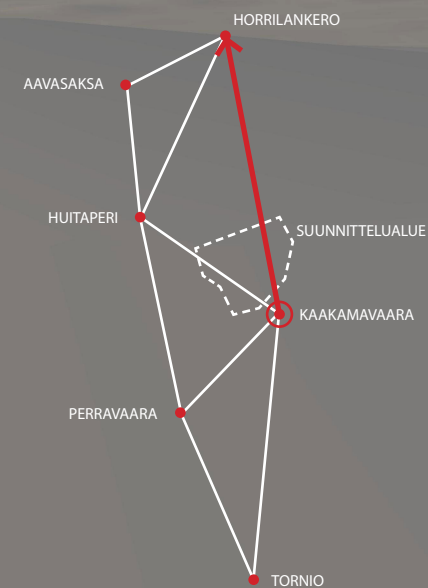 HORRILANKERO
AAVASAKSA
HUITAPERI
SUUNNITTELUALUE
KAAKAMAVAARA
PERRAVAARA
TORNIO